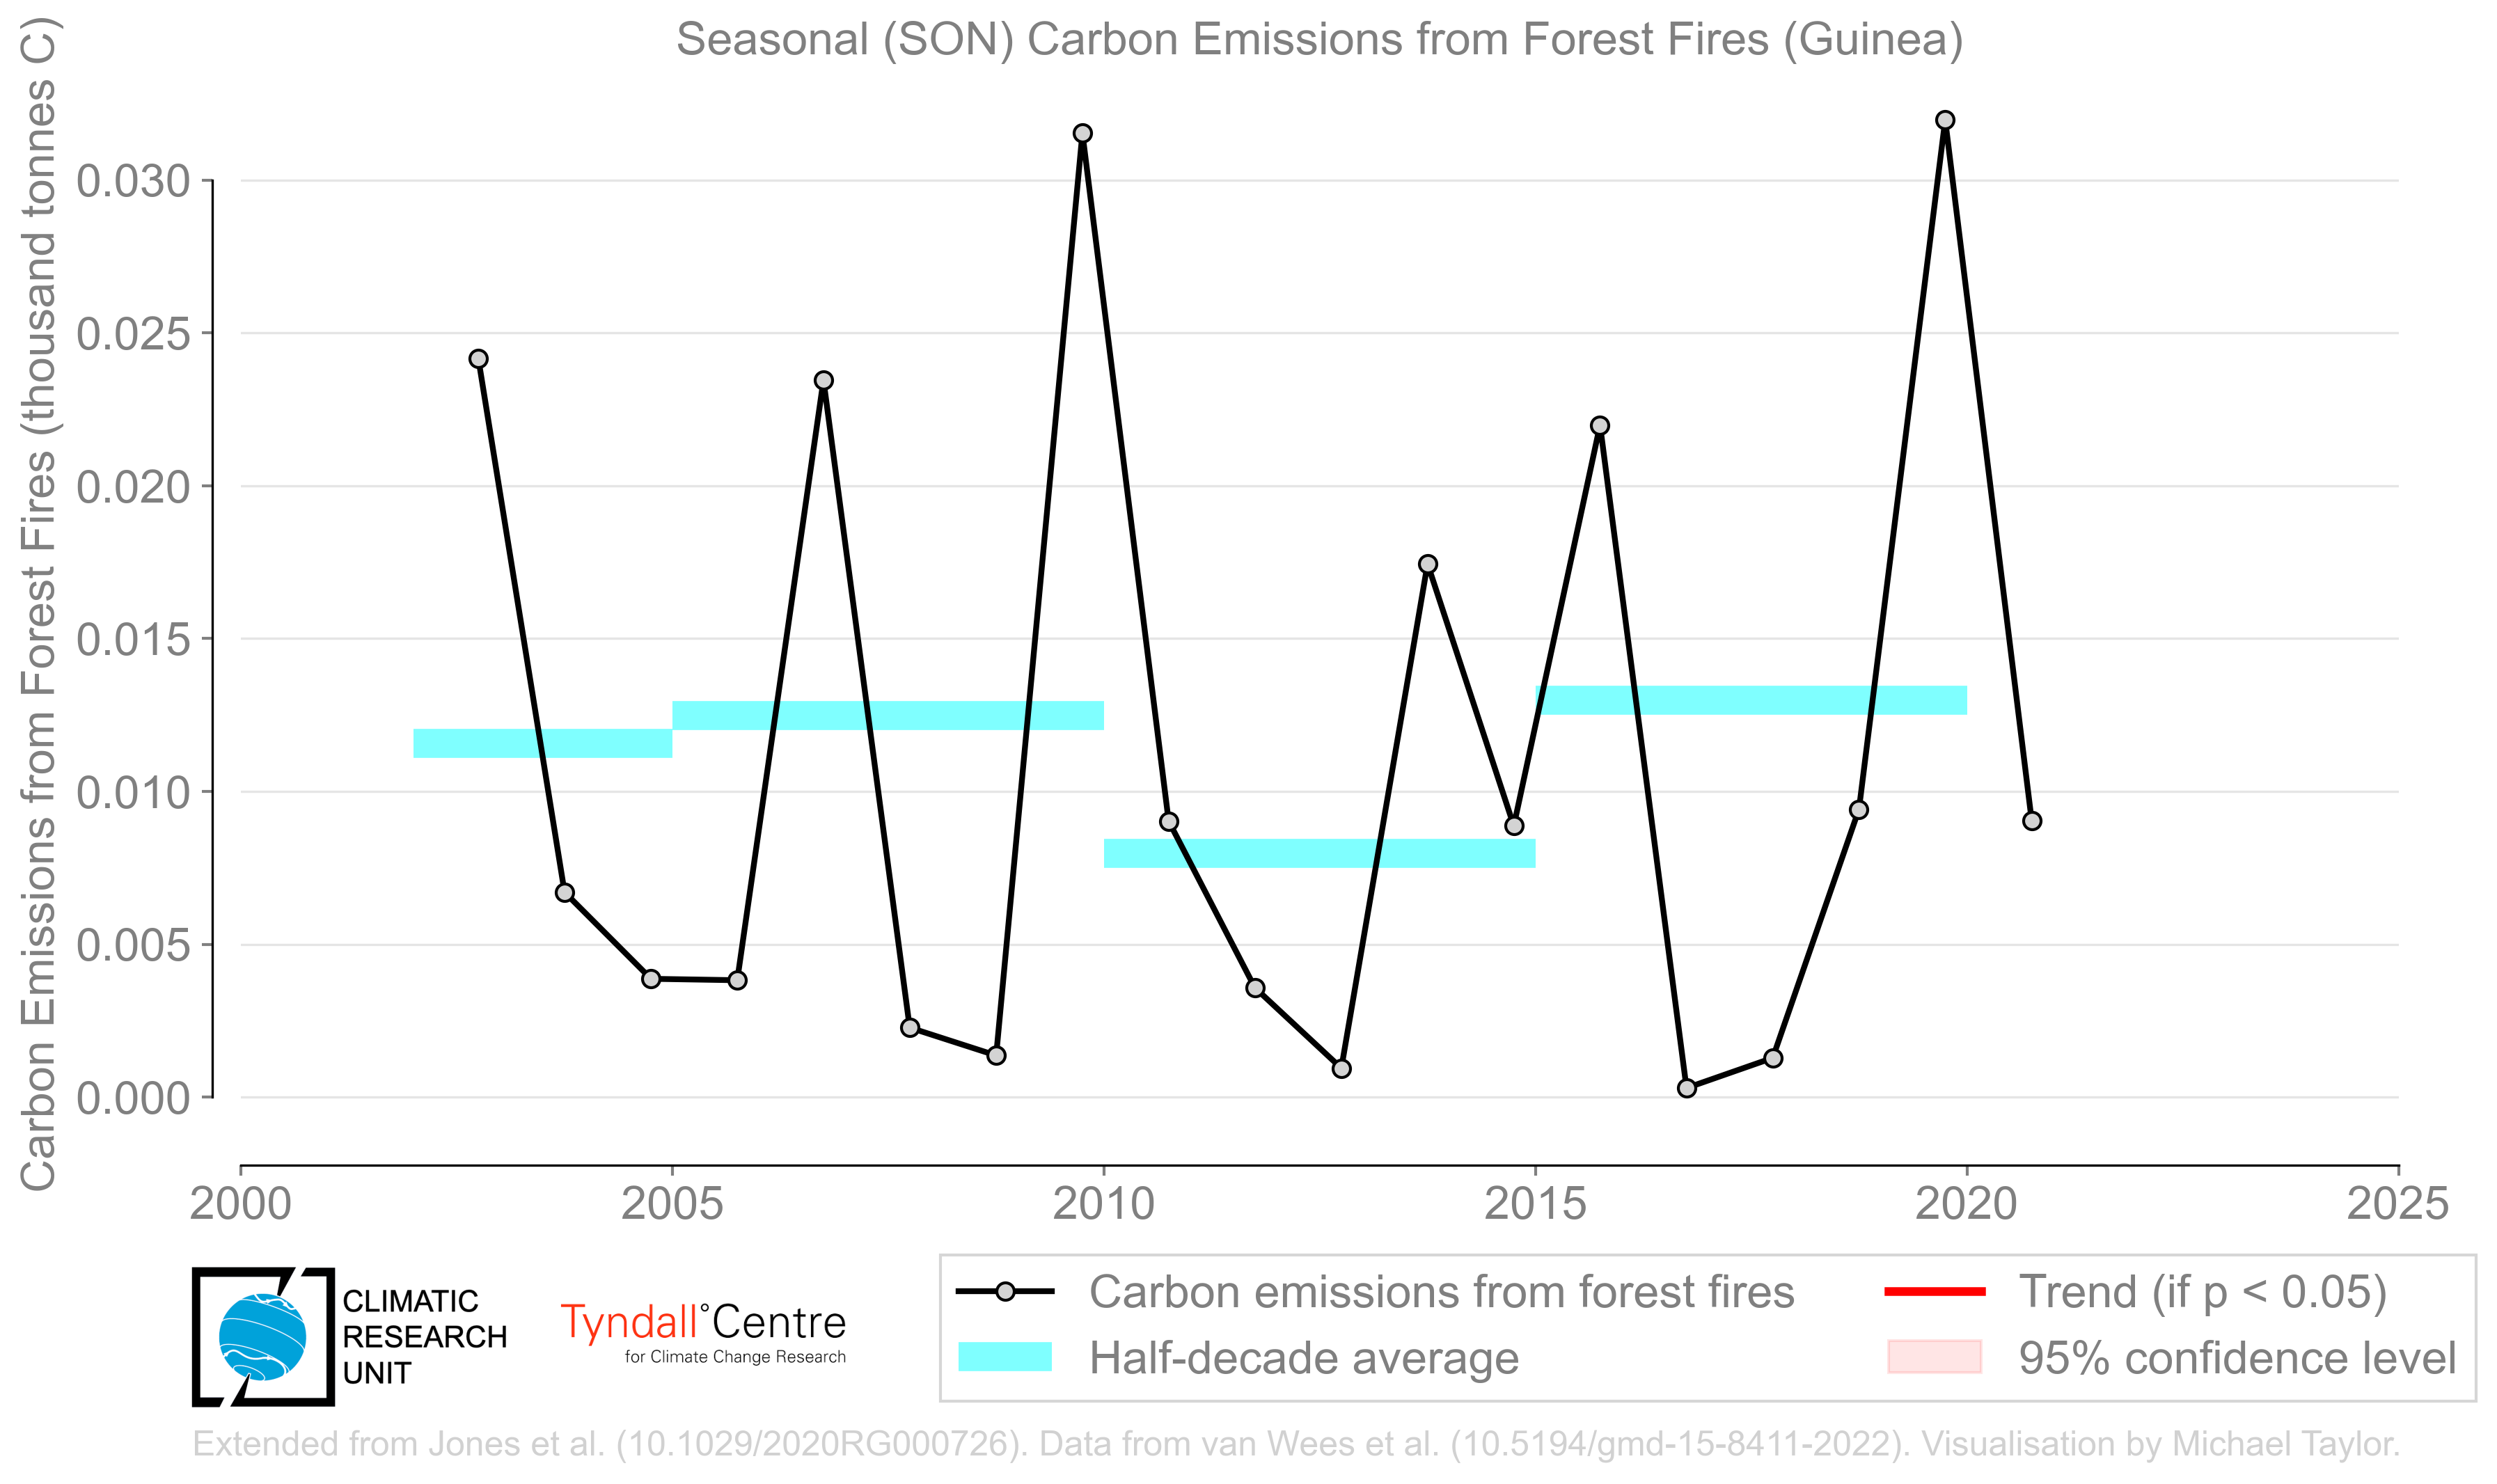 Seasonal (SON) Carbon Emissions from Forest Fires (Guinea)
Carbon Emissions from Forest Fires (thousand tonnes C)
0.030
0.025
0.020
0.015
0.010
0.005
0.000
2000 2005 2010 2015 2020 2025
CLIMATIC
RESEARCH
UNIT
Tyndall°Centre
for Climate Change Research
Carbon emissions from forest fires
Half-decade average
Trend (if p < 0.05)
95% confidence level
Extended from Jones et al. (10.1029/2020RG000726). Data from van Wees et al. (10.5194/gmd-15-8411-2022). Visualisation by Michael Taylor.